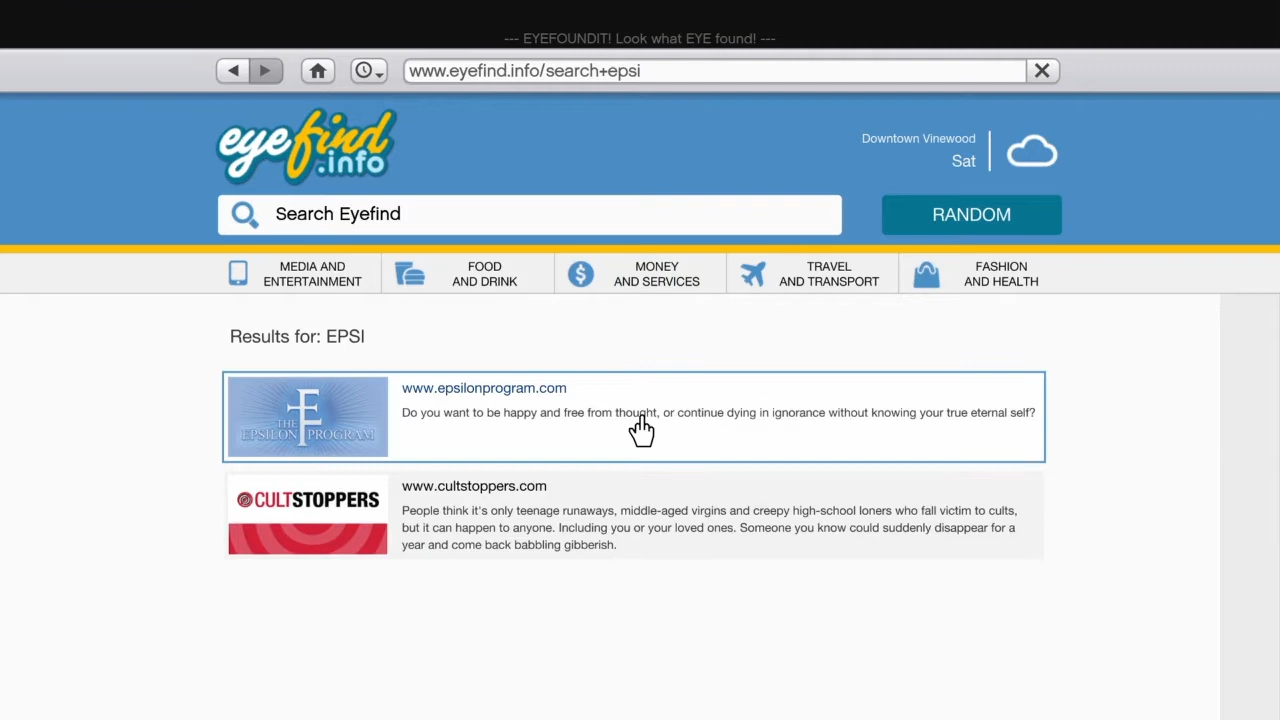 --- EYEFOUNDIT! Look what EYE found! ---
www.eyefind.info/search+epsi
eyefind
.info
Downtown Vinewood
Sat
Search Eyefind
RANDOM
MEDIA AND
ENTERTAINMENT
FOOD
AND DRINK
MONEY
AND SERVICES
TRAVEL
AND TRANSPORT
FASHION
AND HEALTH
Results for: EPSI
THE
EPSILON PROGRAM
www.epsilonprogram.com
Do you want to be happy and free from thought, or continue dying in ignorance without knowing your true eternal self?
CULTSTOPPERS
www.cultstoppers.com
People think it's only teenage runaways, middle-aged virgins and creepy high-school loners who fall victim to cults,
but it can happen to anyone. Including you or your loved ones. Someone you know could suddenly disappear for a
year and come back babbling gibberish.